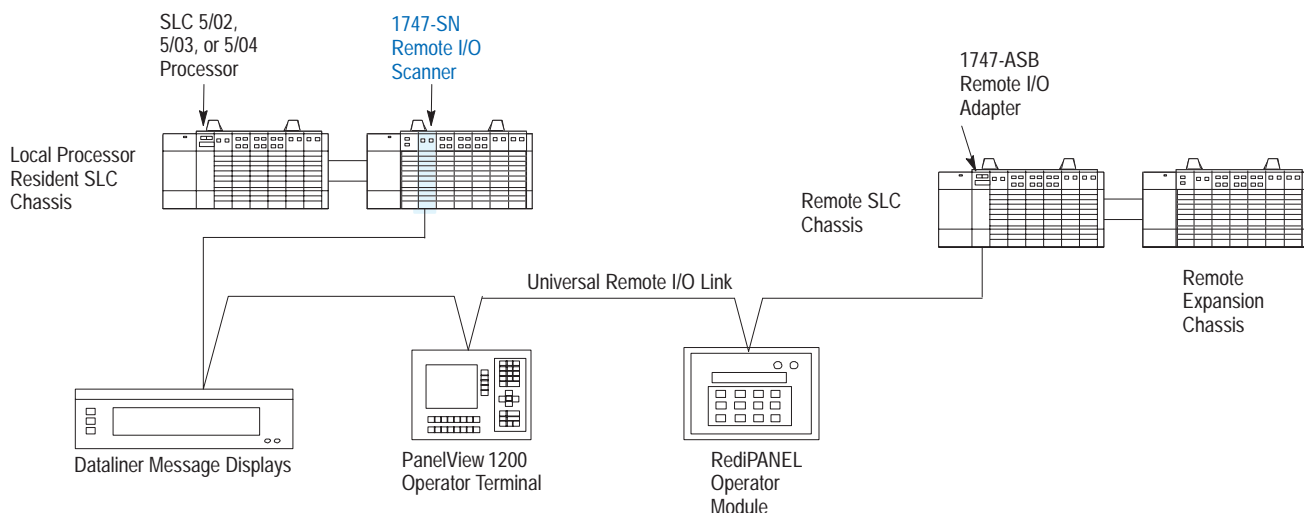 SLC 5/02,
5/03, or 5/04
Processor
1747-SN
Remote I/O
Scanner
1747-ASB
Remote I/O
Adapter
Local Processor
Resident SLC
Chassis
Remote SLC
Chassis
Universal Remote I/O Link
Remote
Expansion
Chassis
Dataliner Message Displays
PanelView 1200
Operator Terminal
RediPANEL
Operator
Module